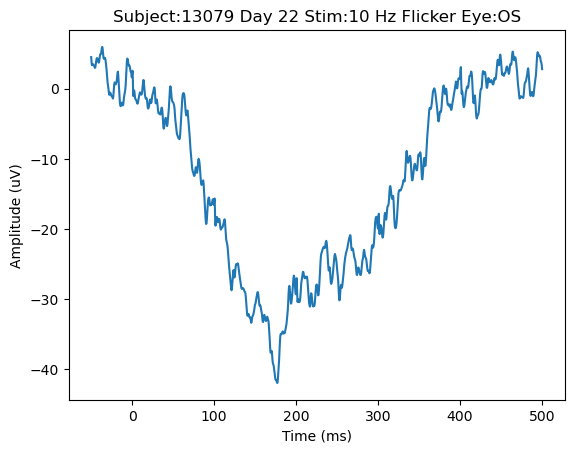 Subject:13079 Day 22 Stim:10 Hz Flicker Eye:OS
0
−10
−20
−30
−40
Amplitude (uV)
0 100 200 300 400 500
Time (ms)